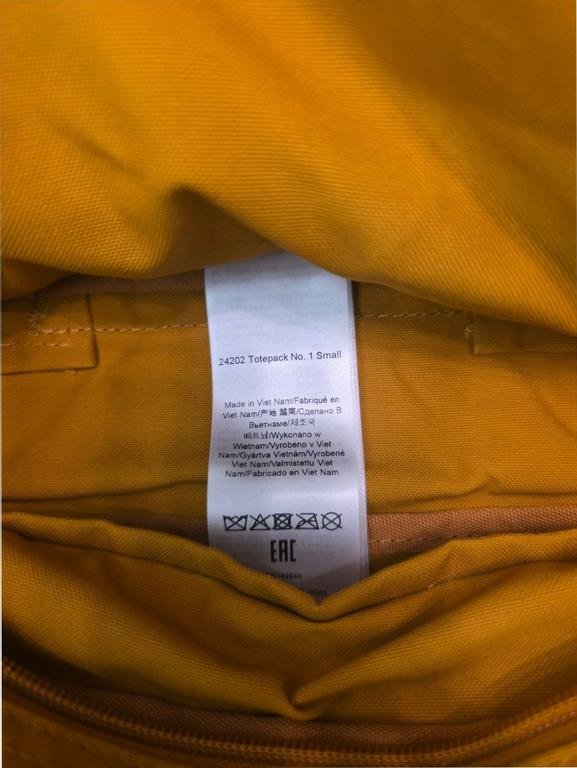 24202 Totepack No. 1 Small
Made in Viet Nam/Fabriqué en
Viet Nam/产地 越南/Сделано В
Вьетнаме/제조국
베트남/Wykonano w
Wietnam/Vyrobeno v Viet
Nam/Gyártva Vietnám/Vyrobené
Viet Nam/Valmistettu Viet
Nam/Fabricado en Viet Nam
EAC